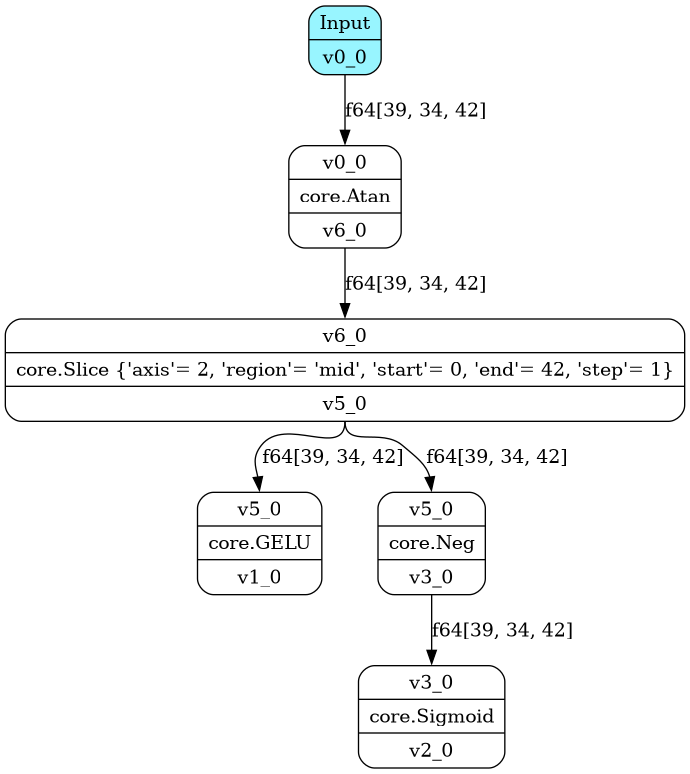 Input
v0_0
f64[39, 34, 42]
v0_0
core.Atan
v6_0
f64[39, 34, 42]
v6_0
core.Slice {'axis'= 2, 'region'= 'mid', 'start'= 0, 'end'= 42, 'step'= 1}
v5_0
f64[39, 34, 42]
f64[39, 34, 42]
v5_0
core.GELU
v1_0
v5_0
core.Neg
v3_0
f64[39, 34, 42]
v3_0
core.Sigmoid
v2_0